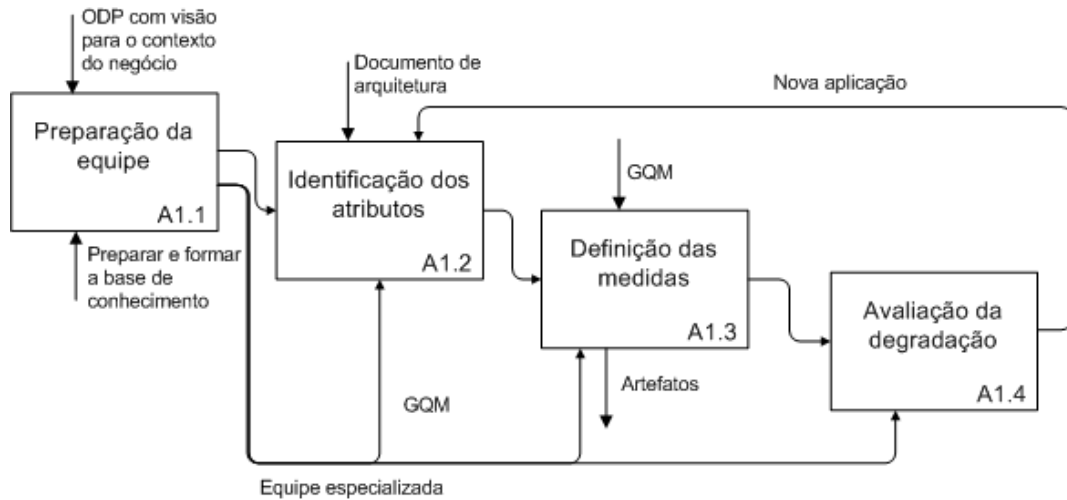 ODP com visão
para o contexto
do negócio
Preparação da
equipe
A1.1
Preparar e formar
a base de
conhecimento
Documento de
arquitetura
Identificação dos
atributos
A1.2
GQM
Nova aplicação
GQM
Definição das
medidas
A1.3
Artefatos
Avaliação da
degradação
A1.4
Equipe especializada